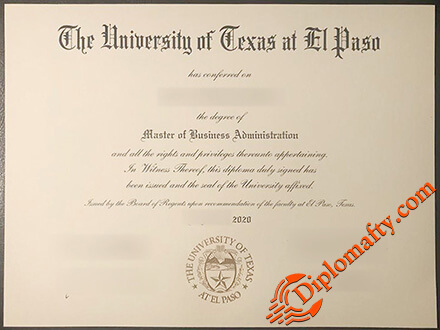 The University of Texas at El Paso
has conferred on
the degree of
Master of Business Administration
and all the rights and privileges thereunto appertaining.
In Witness Thereof, this diploma duly signed has
been issued and the seal of the University affixed.
Issued by the Board of Regents upon recommendation of the faculty at El Paso, Texas.
2020
THE UNIVERSITY OF TEXAS
AT EL PASO
Diplomafty.com